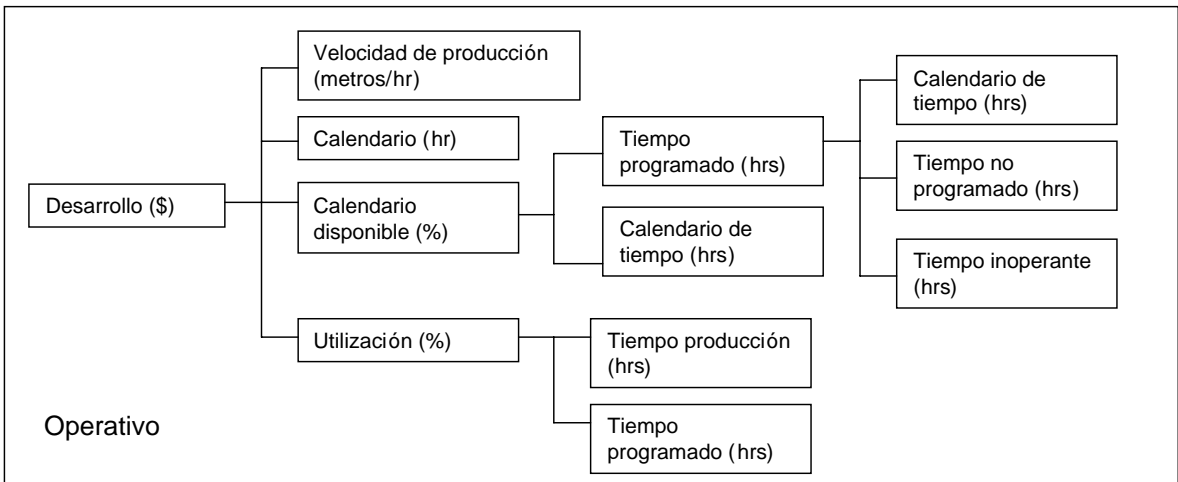 Velocidad de producción
(metros/hr)
Calendario (hr)
Desarrollo ($)
Calendario
disponible (%)
Utilización (%)
Tiempo
programado (hrs)
Calendario de
tiempo (hrs)
Tiempo producción
(hrs)
Tiempo
programado (hrs)
Calendario de
tiempo (hrs)
Tiempo no
programado (hrs)
Tiempo inoperante
(hrs)
Operativo